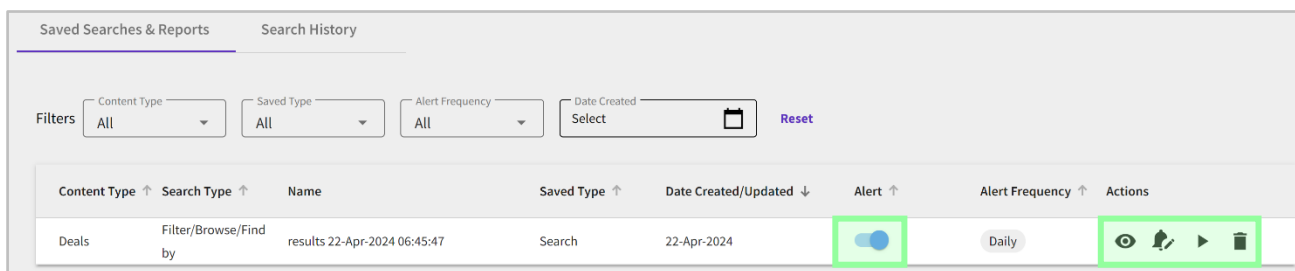 Saved Searches & Reports Search History
Content Type Saved Type Alert Frequency Date Created
Filters All All All Select Reset
Content Type Search Type Name Saved Type Date Created/Updated Alert Alert Frequency Actions
Filter/Browse/Find
Deals results 22-Apr-2024 06:45:47 Search 22-Apr-2024 Daily
by